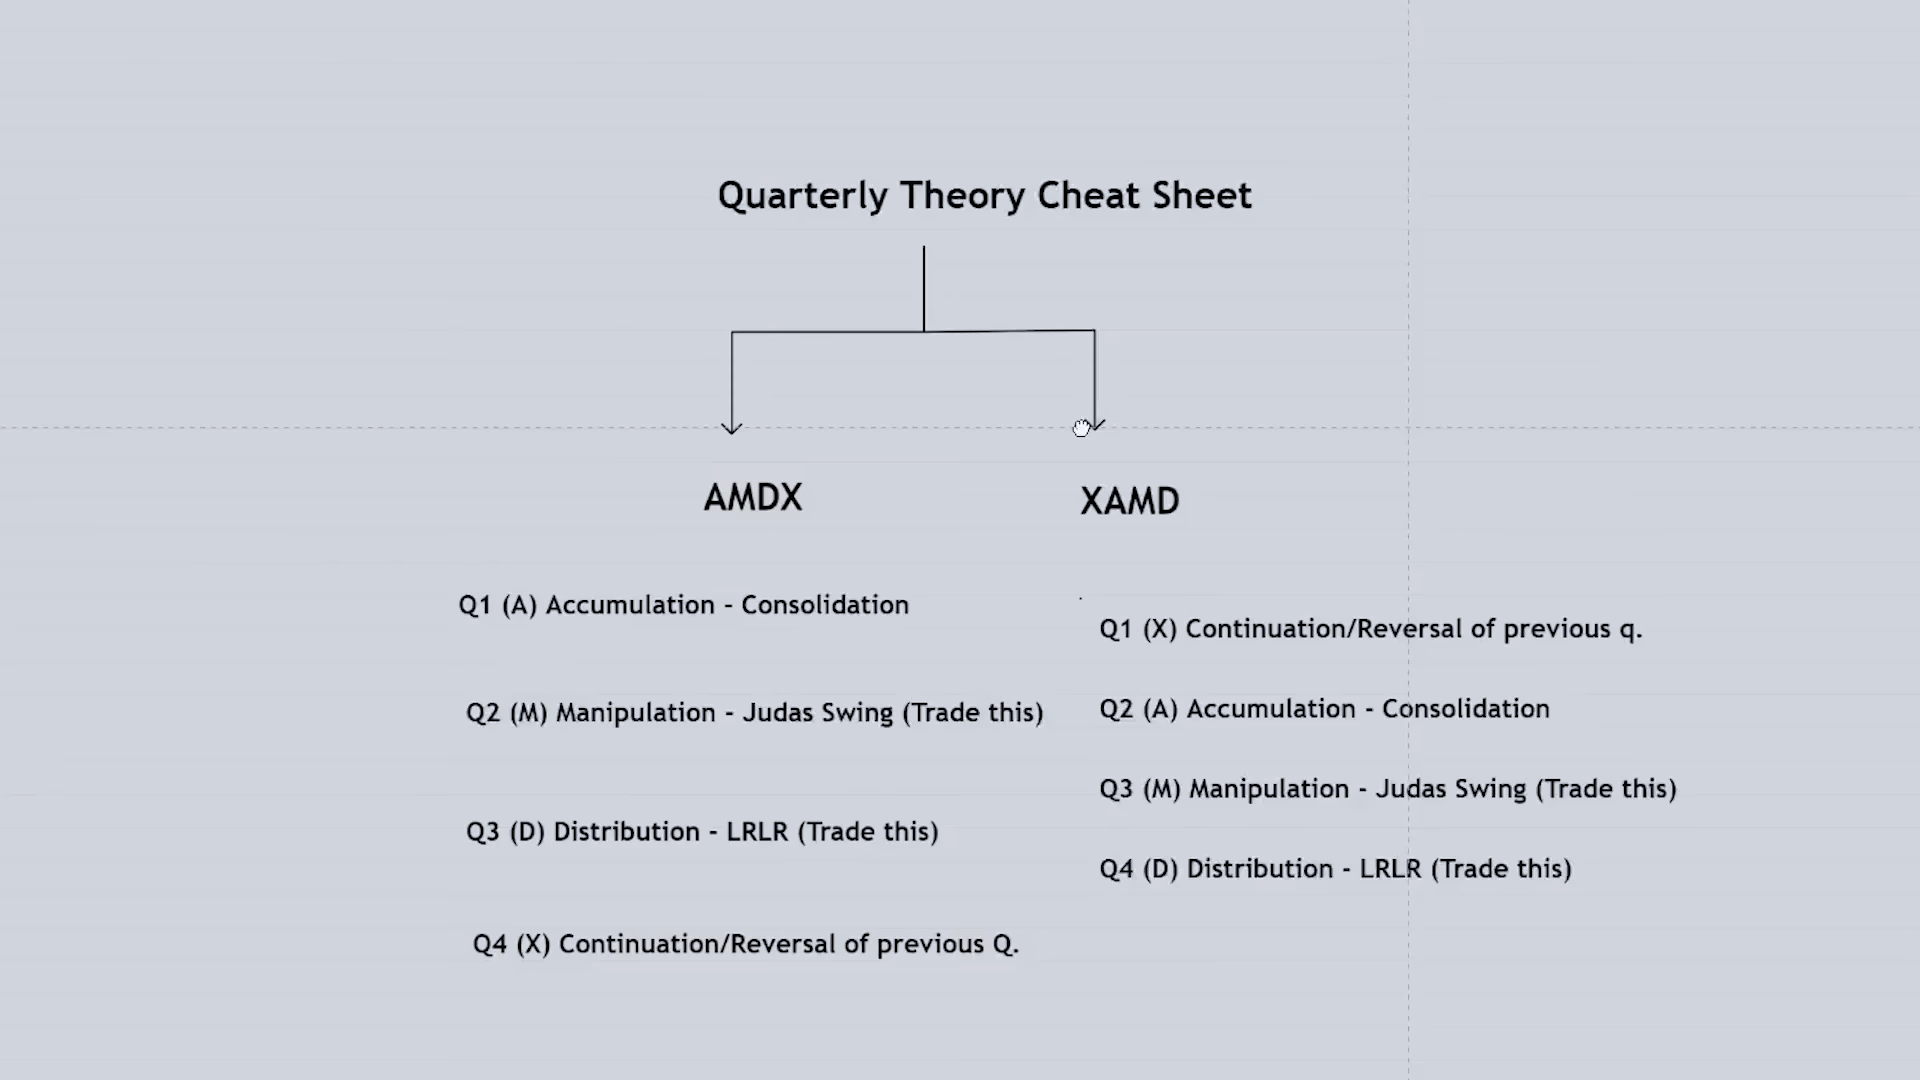 Quarterly Theory Cheat Sheet
AMDX
Q1 (A) Accumulation - Consolidation
Q2 (M) Manipulation - Judas Swing (Trade this)
Q3 (D) Distribution - LRLR (Trade this)
Q4 (X) Continuation/Reversal of previous Q.
XAMD
Q1 (X) Continuation/Reversal of previous q.
Q2 (A) Accumulation - Consolidation
Q3 (M) Manipulation - Judas Swing (Trade this)
Q4 (D) Distribution - LRLR (Trade this)